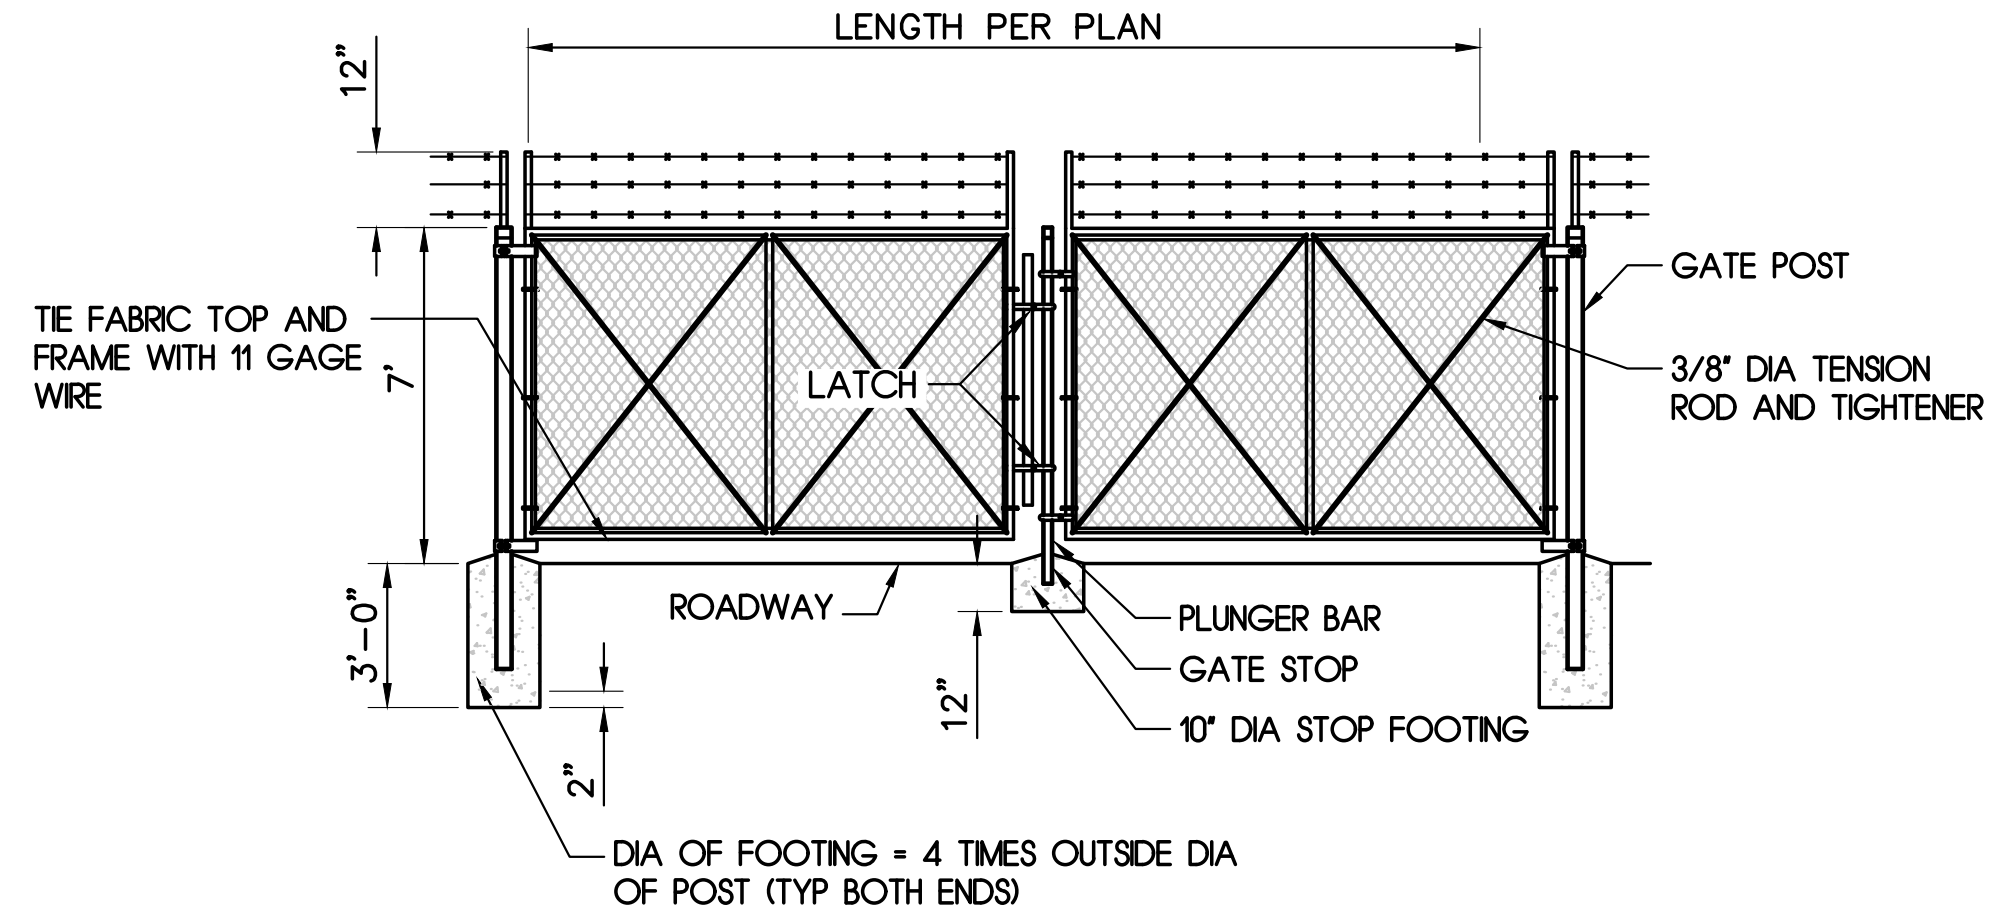 LENGTH PER PLAN
12"
GATE POST
TIE FABRIC TOP AND
FRAME WITH 11 GAGE
WIRE
7'
LATCH
3/8" DIA TENSION
ROD AND TIGHTENER
ROADWAY
PLUNGER BAR
3'-0"
GATE STOP
12"
10" DIA STOP FOOTING
2"
DIA OF FOOTING = 4 TIMES OUTSIDE DIA
OF POST (TYP BOTH ENDS)